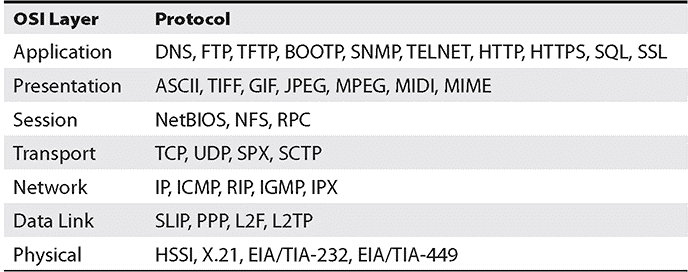 OSI Layer Protocol
Application DNS, FTP, TFTP, BOOTP, SNMP, TELNET, HTTP, HTTPS, SQL, SSL
Presentation ASCII, TIFF, GIF, JPEG, MPEG, MIDI, MIME
Session NetBIOS, NFS, RPC
Transport TCP, UDP, SPX, SCTP
Network IP, ICMP, RIP, IGMP, IPX
Data Link SLIP, PPP, L2F, L2TP
Physical HSSI, X.21, EIA/TIA-232, EIA/TIA-449